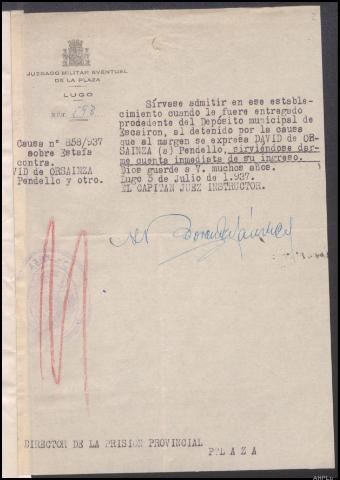 2
JUZGADO MILITAR EVENTUAL
DE LA PLAZA
LUGO
NÚM. 298
Causa nº 858/937
sobre Estafa
contra.
VID de ORSAINZA
Pendello y otro.
Sírvase admitir en ese estable-
cimiento cuando le fuere entregado
procedente del Depósito municipal de
Escairon, al detenido por la causa
que al margen se expresa DAVID de OR-
SAINZA (a) Pendello, sirviéndose dar-
me cuenta inmediata de su ingreso.
Dios guarde a V. muchos años.
Lugo 5 de Julio de 1.937.
EL CAPITAN JUEZ INSTRUCTOR.
DIRECTOR DE LA PRISION PROVINCIAL
PLAZA
AHPLu